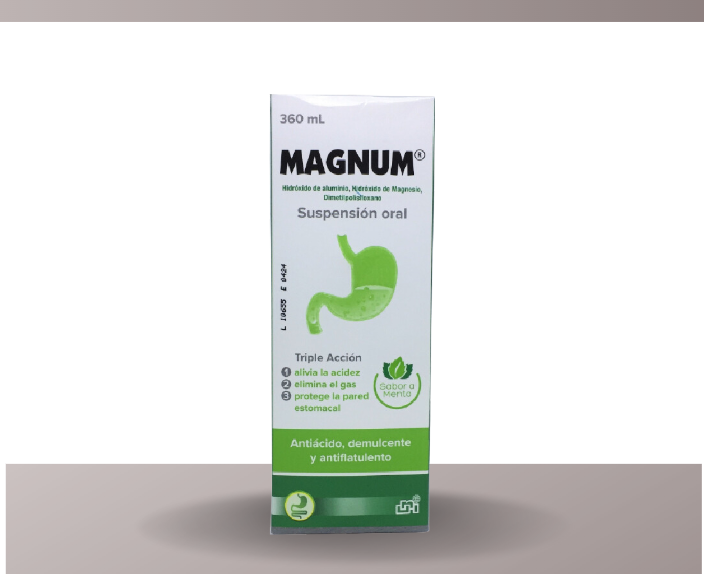 360 mL
MAGNUM®
Hidróxido de aluminio, Hidróxido de Magnesio,
Dimetilpolisiloxano
Suspensión oral
L 10655 E 0424
Triple Acción
1 alivia la acidez
2 elimina el gas
3 protege la pared
estomacal
Sabor a
Menta
Antiácido, demulcente
y antiflatulento